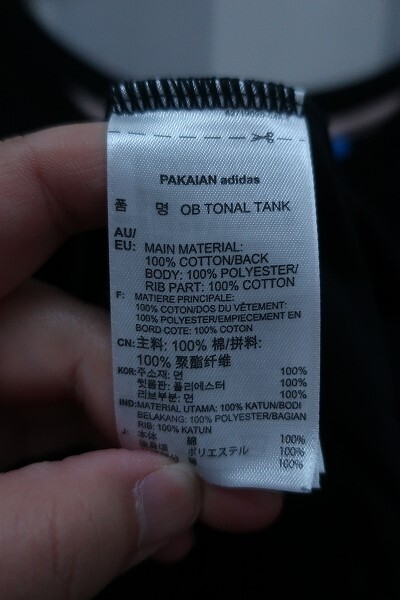 PAKAIAN adidas
품 명 OB TONAL TANK
AU/
EU: MAIN MATERIAL:
100% COTTON/BACK
BODY: 100% POLYESTER/
RIB PART: 100% COTTON
F: MATIERE PRINCIPALE:
100% COTON/DOS DU VÊTEMENT:
100% POLYESTER/EMPIECEMENT EN
BORD COTE: 100% COTON
CN: 主料: 100% 棉/拼料:
100% 聚酯纤维
KOR: 주소재: 면 100%
뒷몸판: 폴리에스터 100%
리브부분: 면 100%
IND: MATERIAL UTAMA: 100% KATUN/BODI
BELAKANG: 100% POLYESTER/BAGIAN
RIB: 100% KATUN
J: 本体 綿 100%
ポリエステル 100%
100%